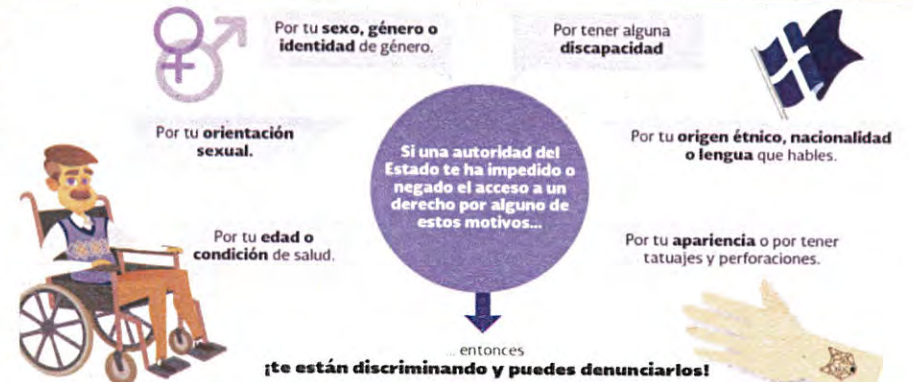 Por tu sexo, género o
identidad de género.
Por tener alguna
discapacidad
Por tu orientación
sexual.
Por tu origen étnico, nacionalidad
o lengua que hables.
Si una autoridad del
Estado te ha impedido o
negado el acceso a un
derecho por alguno de
estos motivos...
Por tu edad o
condición de salud.
Por tu apariencia o por tener
tatuajes y perforaciones.
... entonces
¡te están discriminando y puedes denunciarlos!